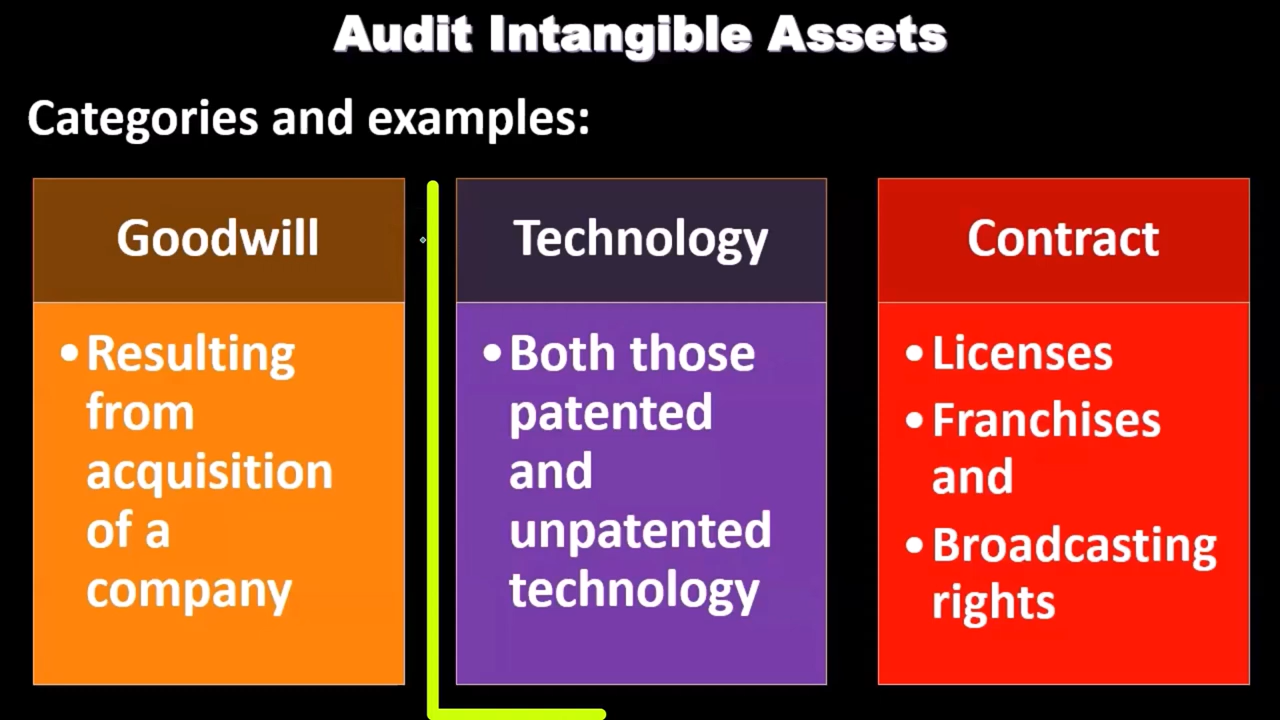 Audit Intangible Assets
Categories and examples:
Goodwill
• Resulting
from
acquisition
of a
company
Technology
• Both those
patented
and
unpatented
technology
Contract
• Licenses
• Franchises
and
• Broadcasting
rights